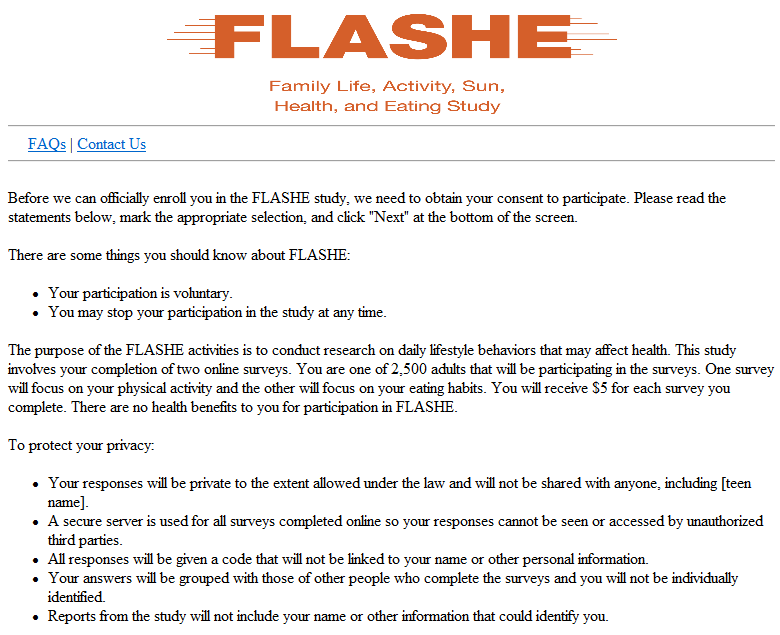 FLASHE
Family Life, Activity, Sun,
Health, and Eating Study
FAQs | Contact Us
Before we can officially enroll you in the FLASHE study, we need to obtain your consent to participate. Please read the
statements below, mark the appropriate selection, and click "Next" at the bottom of the screen.
There are some things you should know about FLASHE:
• Your participation is voluntary.
• You may stop your participation in the study at any time.
The purpose of the FLASHE activities is to conduct research on daily lifestyle behaviors that may affect health. This study
involves your completion of two online surveys. You are one of 2,500 adults that will be participating in the surveys. One survey
will focus on your physical activity and the other will focus on your eating habits. You will receive $5 for each survey you
complete. There are no health benefits to you for participation in FLASHE.
To protect your privacy:
• Your responses will be private to the extent allowed under the law and will not be shared with anyone, including [teen
name].
• A secure server is used for all surveys completed online so your responses cannot be seen or accessed by unauthorized
third parties.
• All responses will be given a code that will not be linked to your name or other personal information.
• Your answers will be grouped with those of other people who complete the surveys and you will not be individually
identified.
• Reports from the study will not include your name or other information that could identify you.